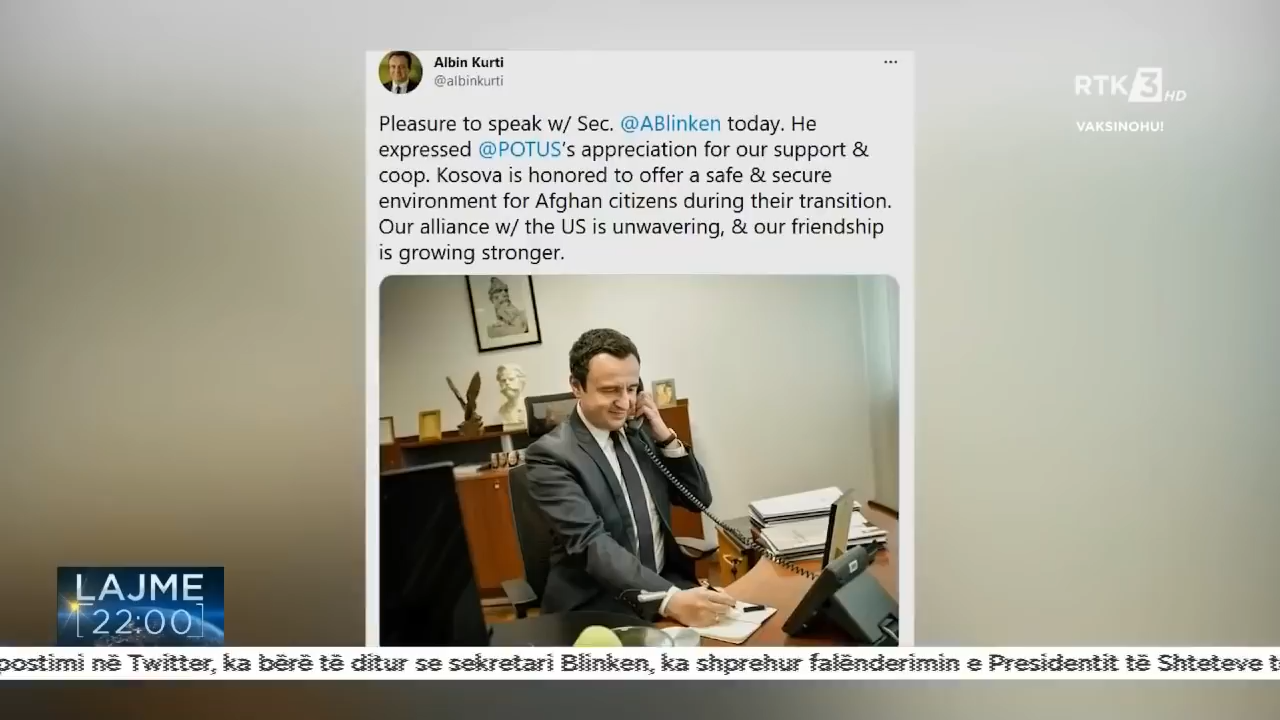 Albin Kurti
@albinkurti
Pleasure to speak w/ Sec. @ABlinken today. He
expressed @POTUS's appreciation for our support &
coop. Kosova is honored to offer a safe & secure
environment for Afghan citizens during their transition.
Our alliance w/ the US is unwavering, & our friendship
is growing stronger.
RTK 3 HD
VAKSINOHU!
LAJME
22:00
postimi në Twitter, ka bërë të ditur se sekretari Blinken, ka shprehur falënderimin e Presidentit të Shteteve